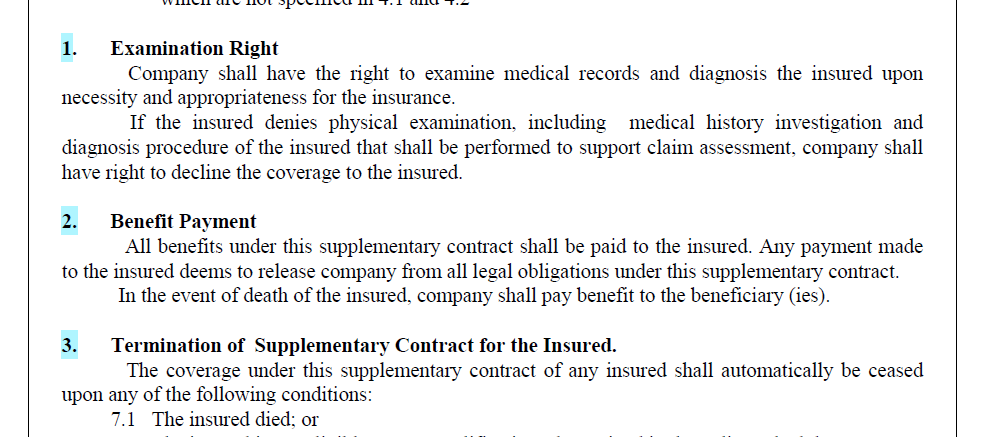 which are not specified in 4.1 and 4.2
1. Examination Right
Company shall have the right to examine medical records and diagnosis the insured upon
necessity and appropriateness for the insurance.
If the insured denies physical examination, including medical history investigation and
diagnosis procedure of the insured that shall be performed to support claim assessment, company shall
have right to decline the coverage to the insured.
2. Benefit Payment
All benefits under this supplementary contract shall be paid to the insured. Any payment made
to the insured deems to release company from all legal obligations under this supplementary contract.
In the event of death of the insured, company shall pay benefit to the beneficiary (ies).
3. Termination of Supplementary Contract for the Insured.
The coverage under this supplementary contract of any insured shall automatically be ceased
upon any of the following conditions:
7.1 The insured died; or